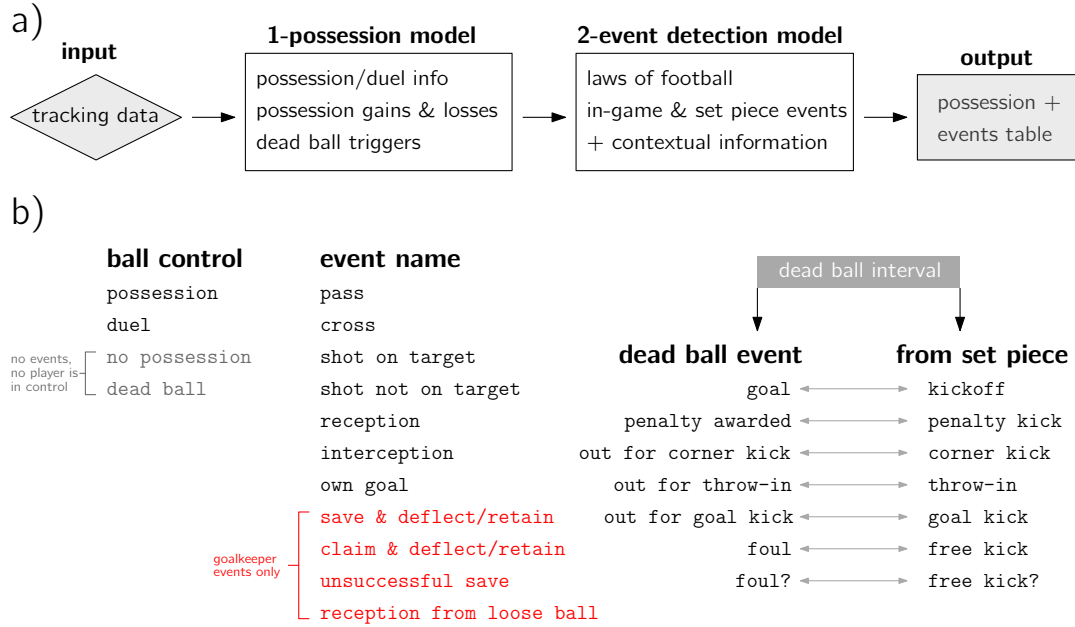 a)
input
tracking data
1-possession model
possession/duel info
possession gains & losses
dead ball triggers
2-event detection model
laws of football
in-game & set piece events
+ contextual information
output
possession +
events table
b)
ball control
possession
duel
no possession
dead ball
no events,
no player is
in control
event name
pass
cross
shot on target
shot not on target
reception
interception
own goal
save & deflect/retain
claim & deflect/retain
unsuccessful save
reception from loose ball
goalkeeper
events only
dead ball interval
dead ball event
from set piece
goal
kickoff
penalty awarded
penalty kick
out for corner kick
corner kick
out for throw-in
throw-in
out for goal kick
goal kick
foul
free kick
foul?
free kick?